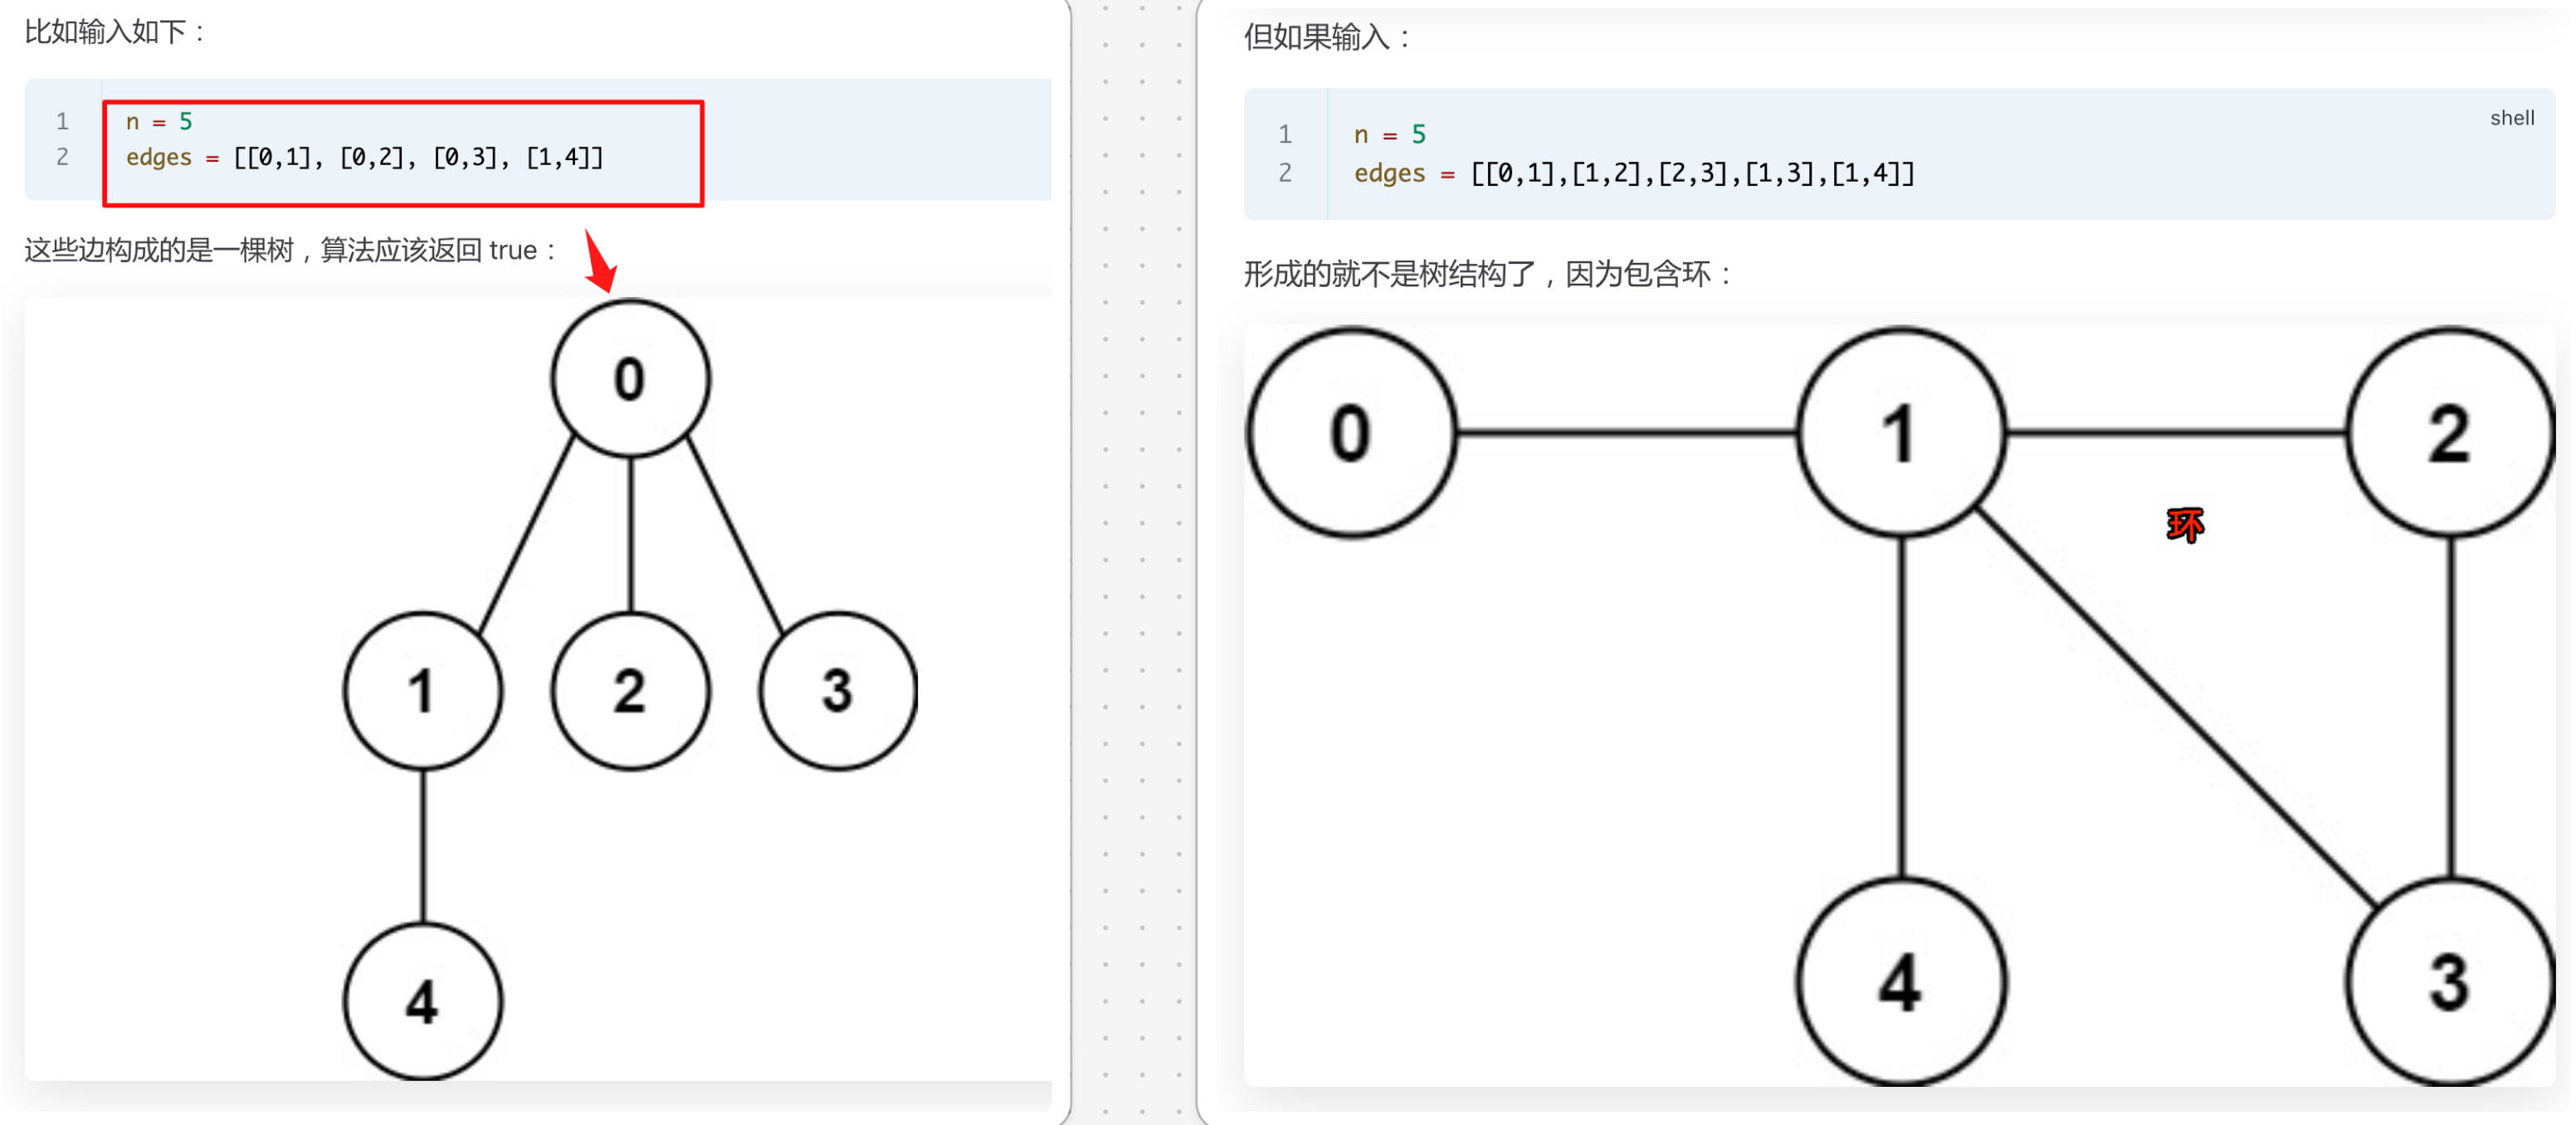 比如输入如下：
1 n = 5
2 edges = [[0,1], [0,2], [0,3], [1,4]]
这些边构成的是一棵树，算法应该返回 true：
0
1 2 3
4
但如果输入：
shell
1 n = 5
2 edges = [[0,1],[1,2],[2,3],[1,3],[1,4]]
形成的就不是树结构了，因为包含环：
0 1 2
环
4 3